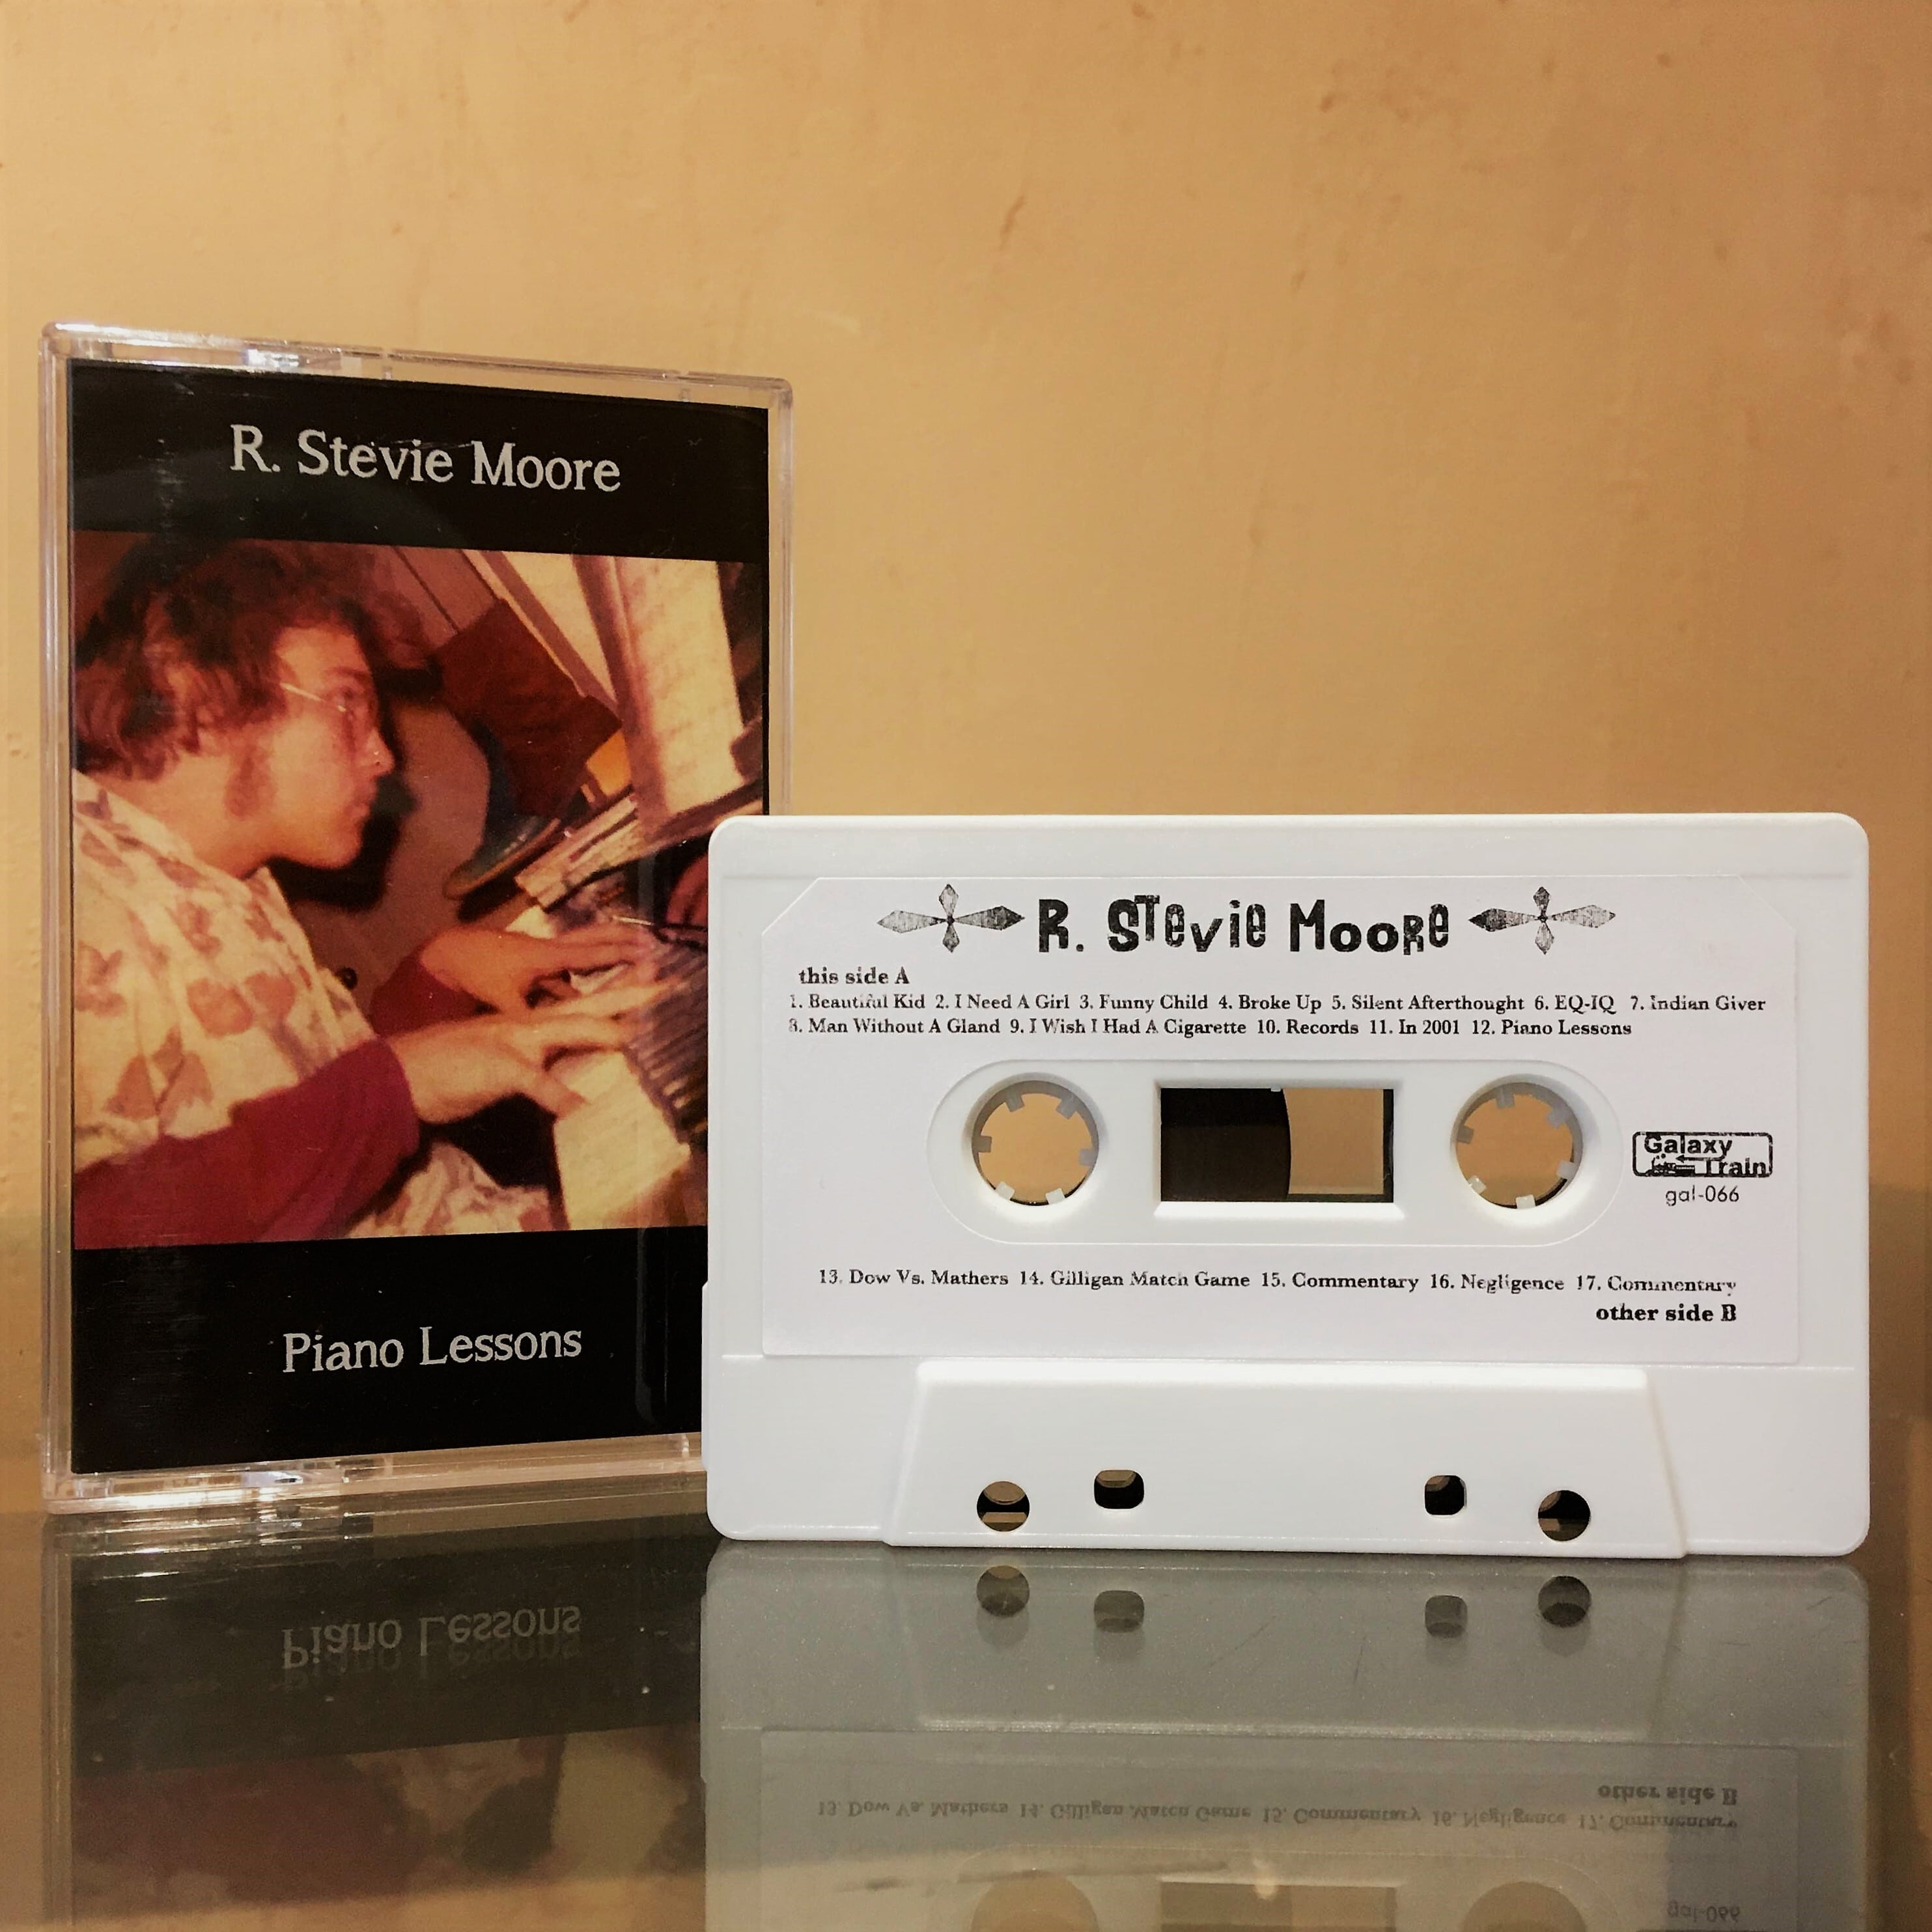 R. Stevie Moore
Piano Lessons
R. Stevie Moore
this side A
1. Beautiful Kid 2. I Need A Girl 3. Funny Child 4. Broke Up 5. Silent Afterthought 6. EQ-IQ 7. Indian Giver
8. Man Without A Gland 9. I Wish I Had A Cigarette 10. Records 11. In 2001 12. Piano Lessons
Galaxy
Train
gal-066
13. Dow Vs. Mathers 14. Gilligan Match Game 15. Commentary 16. Negligence 17. Commentary
other side B